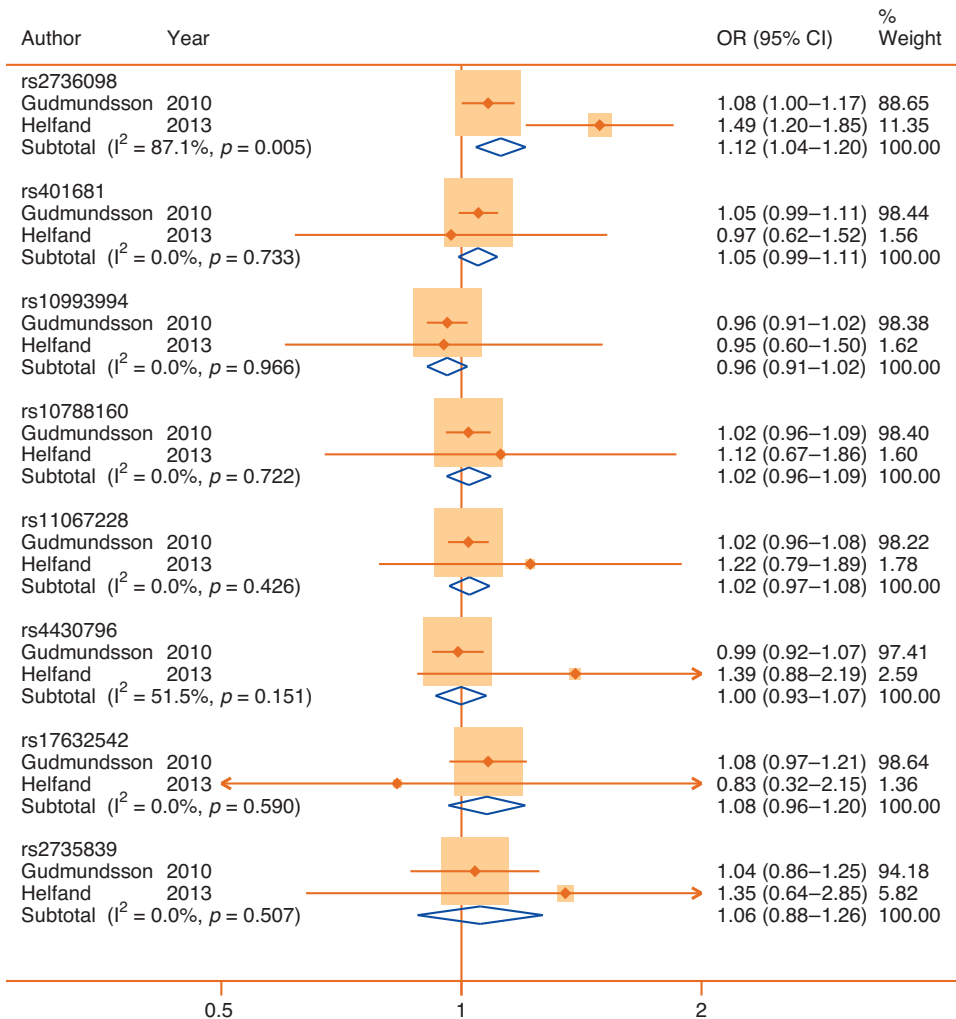 Author Year OR (95% CI) % Weight
rs2736098
Gudmundsson 2010 1.08 (1.00–1.17) 88.65
Helfand 2013 1.49 (1.20–1.85) 11.35
Subtotal (I² = 87.1%, p = 0.005) 1.12 (1.04–1.20) 100.00
rs401681
Gudmundsson 2010 1.05 (0.99–1.11) 98.44
Helfand 2013 0.97 (0.62–1.52) 1.56
Subtotal (I² = 0.0%, p = 0.733) 1.05 (0.99–1.11) 100.00
rs10993994
Gudmundsson 2010 0.96 (0.91–1.02) 98.38
Helfand 2013 0.95 (0.60–1.50) 1.62
Subtotal (I² = 0.0%, p = 0.966) 0.96 (0.91–1.02) 100.00
rs10788160
Gudmundsson 2010 1.02 (0.96–1.09) 98.40
Helfand 2013 1.12 (0.67–1.86) 1.60
Subtotal (I² = 0.0%, p = 0.722) 1.02 (0.96–1.09) 100.00
rs11067228
Gudmundsson 2010 1.02 (0.96–1.08) 98.22
Helfand 2013 1.22 (0.79–1.89) 1.78
Subtotal (I² = 0.0%, p = 0.426) 1.02 (0.97–1.08) 100.00
rs4430796
Gudmundsson 2010 0.99 (0.92–1.07) 97.41
Helfand 2013 1.39 (0.88–2.19) 2.59
Subtotal (I² = 51.5%, p = 0.151) 1.00 (0.93–1.07) 100.00
rs17632542
Gudmundsson 2010 1.08 (0.97–1.21) 98.64
Helfand 2013 0.83 (0.32–2.15) 1.36
Subtotal (I² = 0.0%, p = 0.590) 1.08 (0.96–1.20) 100.00
rs2735839
Gudmundsson 2010 1.04 (0.86–1.25) 94.18
Helfand 2013 1.35 (0.64–2.85) 5.82
Subtotal (I² = 0.0%, p = 0.507) 1.06 (0.88–1.26) 100.00
0.5 1 2